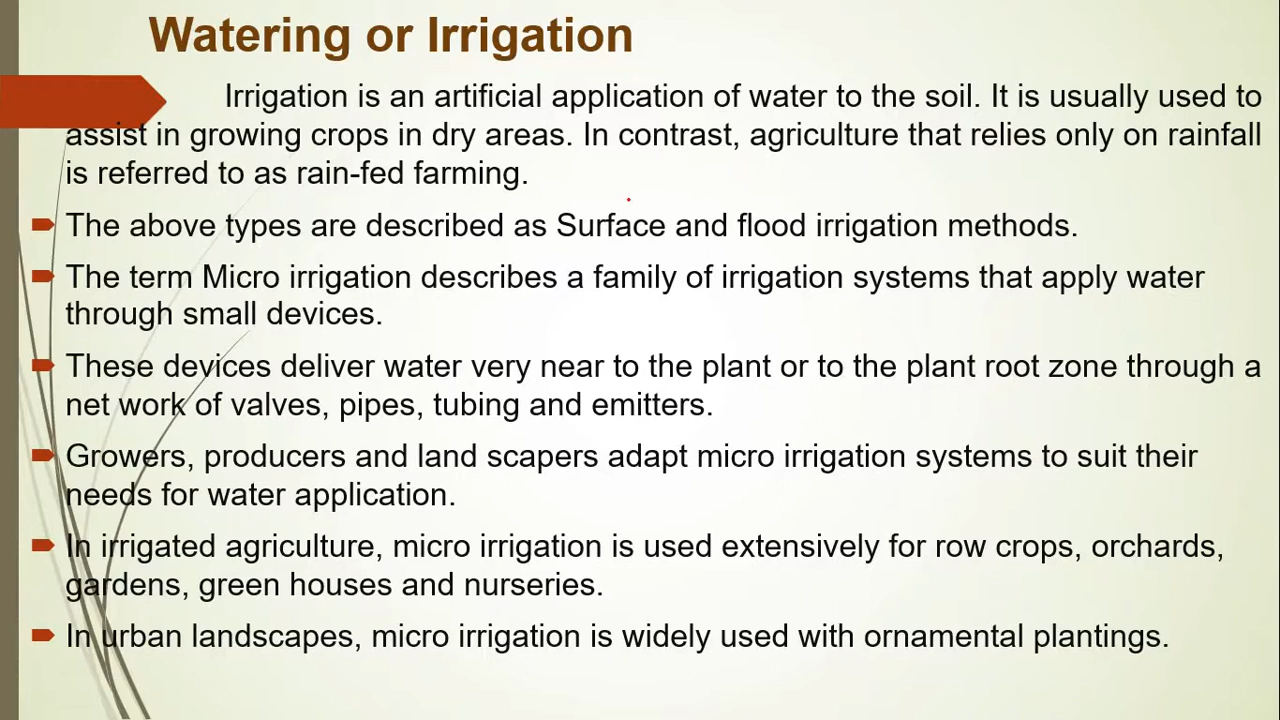 Watering or Irrigation
Irrigation is an artificial application of water to the soil. It is usually used to
assist in growing crops in dry areas. In contrast, agriculture that relies only on rainfall
is referred to as rain-fed farming.
The above types are described as Surface and flood irrigation methods.
The term Micro irrigation describes a family of irrigation systems that apply water
through small devices.
These devices deliver water very near to the plant or to the plant root zone through a
net work of valves, pipes, tubing and emitters.
Growers, producers and land scapers adapt micro irrigation systems to suit their
needs for water application.
In irrigated agriculture, micro irrigation is used extensively for row crops, orchards,
gardens, green houses and nurseries.
In urban landscapes, micro irrigation is widely used with ornamental plantings.